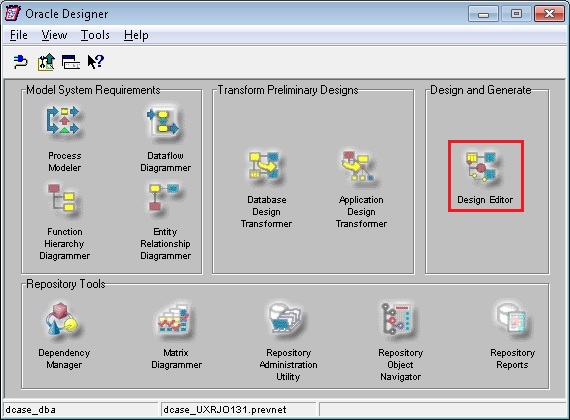 Oracle Designer
File View Tools Help
Model System Requirements
Process
Modeler
Dataflow
Diagrammer
Function
Hierarchy
Diagrammer
Entity
Relationship
Diagrammer
Transform Preliminary Designs
Database
Design
Transformer
Application
Design
Transformer
Design and Generate
Design Editor
Repository Tools
Dependency
Manager
Matrix
Diagrammer
Repository
Administration
Utility
Repository
Object
Navigator
Repository
Reports
dcase_dba
dcase_UXRJO131.prevnet